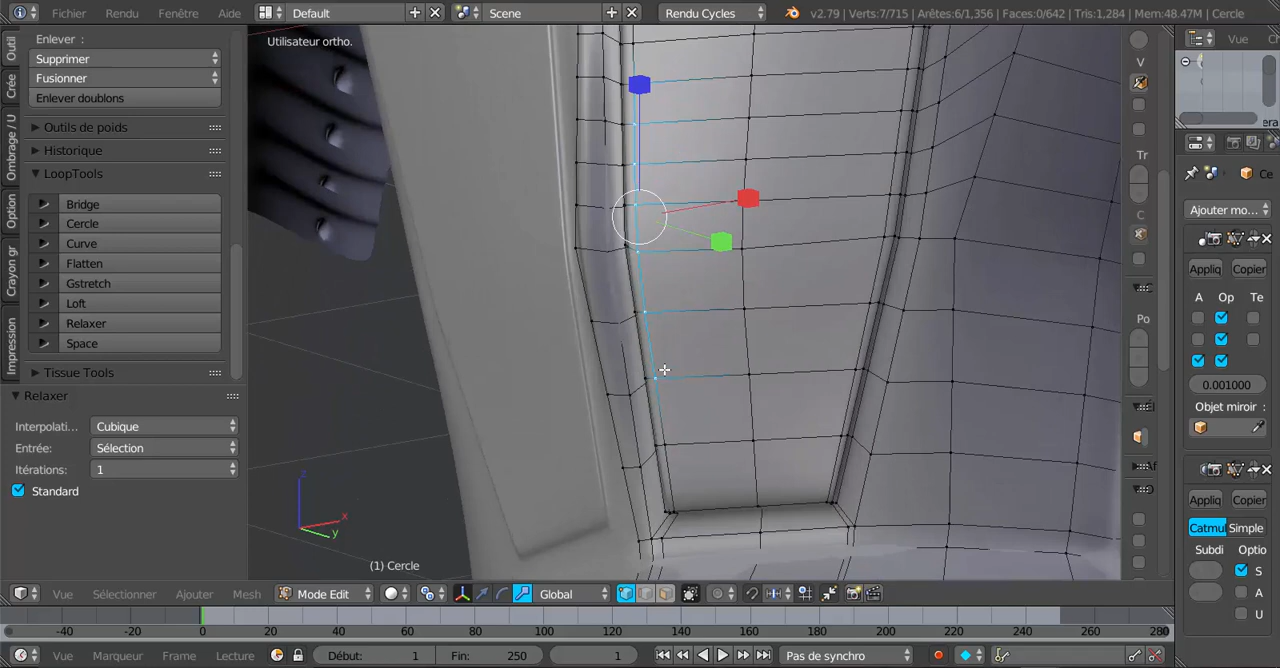 Fichier Rendu Fenêtre Aide Default Scene Rendu Cycles v2.79 | Verts:7/715 | Arêtes:6/1,356 | Faces:0/642 | Tris:1,284 | Mem:48.47M | Cercle
Utilisateur ortho.
Outil
Crée
Ombrage / U
Option
Crayon gr
Impression
Enlever :
Supprimer
Fusionner
Enlever doublons
Outils de poids
Historique
LoopTools
Bridge
Cercle
Curve
Flatten
Gstretch
Loft
Relaxer
Space
Tissue Tools
Relaxer
Interpolati... Cubique
Entrée: Sélection
Itérations: 1
Standard
z
x
y
(1) Cercle
V
Tr
C
Po
Af
Vue
era
Ce
Ajouter mo...
Appliq Copier
A Op Te
0.001000
Objet miroir :
Appliq Copier
Catmu Simple
Subdi Optio
S
A
U
Vue Sélectionner Ajouter Mesh Mode Edit Global
-40 -20 0 20 40 60 80 100 120 140 160 180 200 220 240 260 280
Vue Marqueur Frame Lecture Début: 1 Fin: 250 1 Pas de synchro